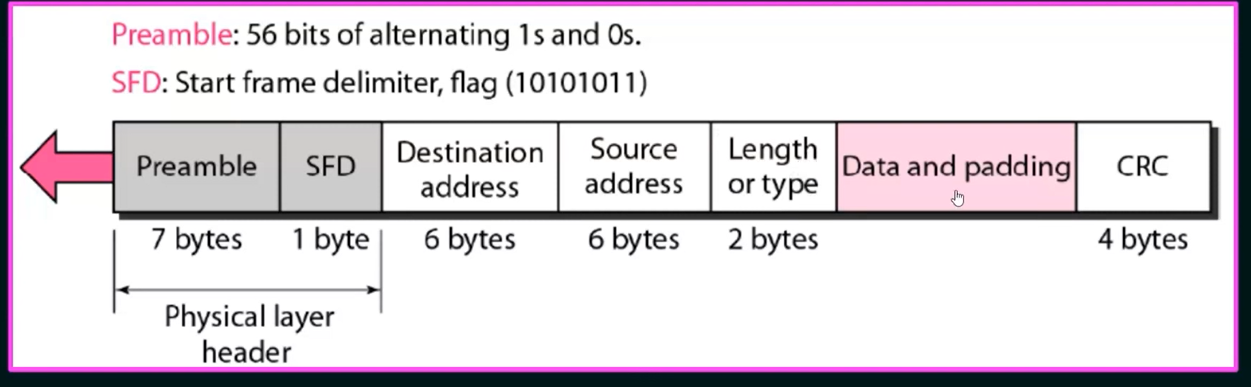 Preamble: 56 bits of alternating 1s and 0s.
SFD: Start frame delimiter, flag (10101011)
Preamble
SFD
Destination
address
Source
address
Length
or type
Data and padding
CRC
7 bytes
1 byte
6 bytes
6 bytes
2 bytes
4 bytes
Physical layer
header